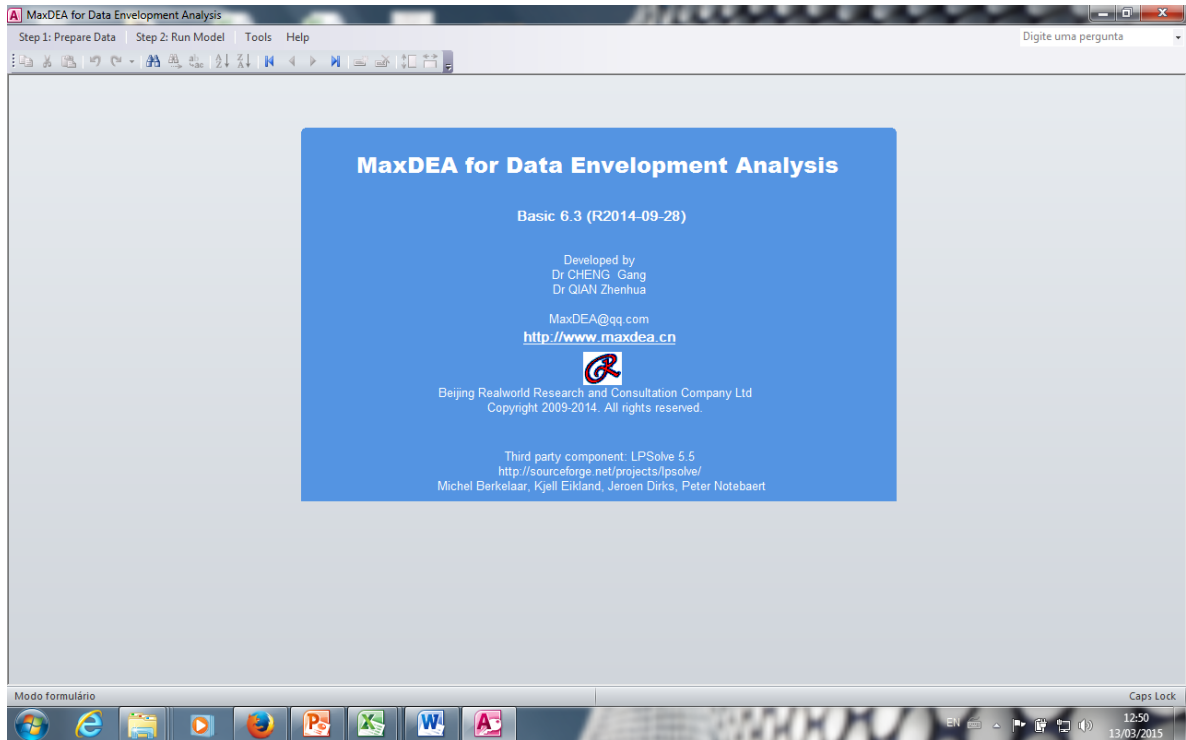 MaxDEA for Data Envelopment Analysis
Step 1: Prepare Data Step 2: Run Model Tools Help Digite uma pergunta
MaxDEA for Data Envelopment Analysis
Basic 6.3 (R2014-09-28)
Developed by
Dr CHENG Gang
Dr QIAN Zhenhua
MaxDEA@qq.com
http://www.maxdea.cn
Beijing Realworld Research and Consultation Company Ltd
Copyright 2009-2014. All rights reserved.
Third party component: LPSolve 5.5
http://sourceforge.net/projects/lpsolve/
Michel Berkelaar, Kjell Eikland, Jeroen Dirks, Peter Notebaert
Modo formulário Caps Lock
EN 12:50
13/03/2015